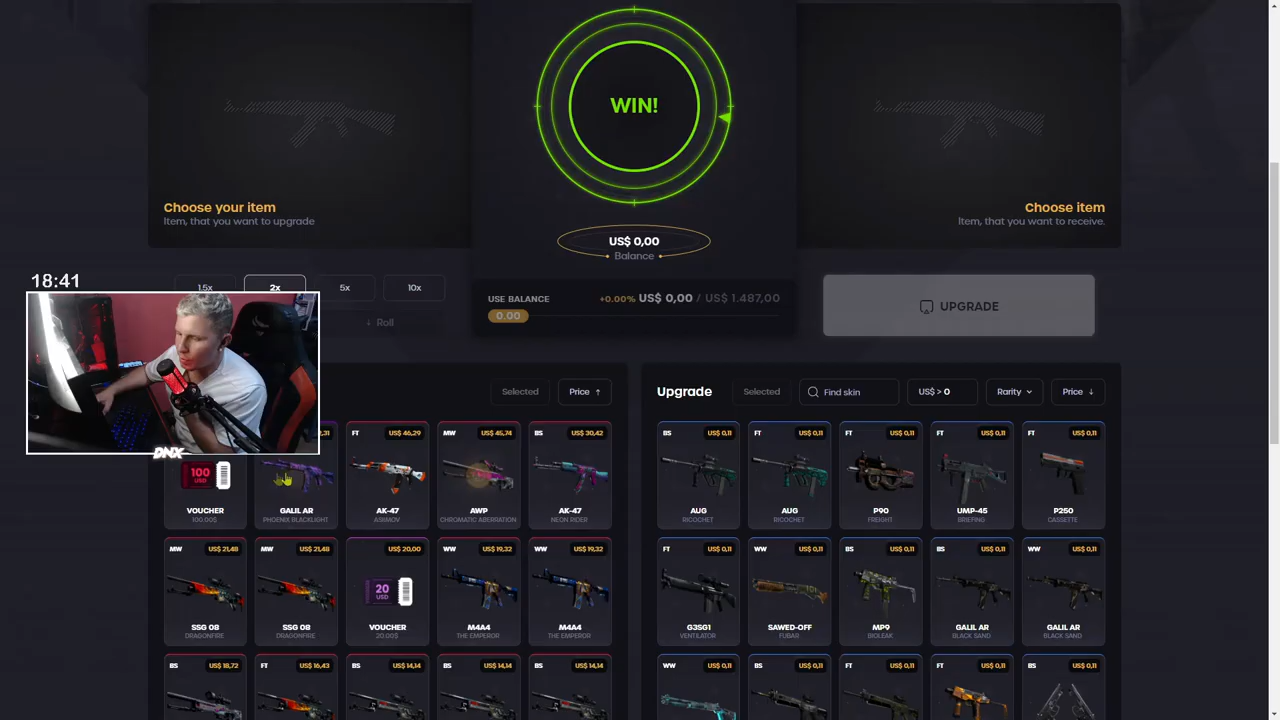 WIN!
Choose your item
Item, that you want to upgrade
Choose item
Item, that you want to receive.
US$ 0,00
Balance
18:41
1.5x
2x
5x
10x
USE BALANCE
+0.00% US$ 0,00 / US$ 1.487,00
0.00
UPGRADE
↓ Roll
DNX
Selected
Price ↑
Upgrade
Selected
Find skin
US$ > 0
Rarity
Price ↓
100 USD
VOUCHER
100.00$
GALIL AR
PHOENIX BLACKLIGHT
FT US$ 46,29
AK-47
ASIIMOV
MW US$ 45,74
AWP
CHROMATIC ABERRATION
BS US$ 30,42
AK-47
NEON RIDER
BS US$ 0,11
AUG
RICOCHET
FT US$ 0,11
AUG
RICOCHET
FT US$ 0,11
P90
FREIGHT
FT US$ 0,11
UMP-45
BRIEFING
FT US$ 0,11
P250
CASSETTE
MW US$ 21,48
SSG 08
DRAGONFIRE
MW US$ 21,48
SSG 08
DRAGONFIRE
US$ 20,00
20 USD
VOUCHER
20.00$
WW US$ 19,32
M4A4
THE EMPEROR
WW US$ 19,32
M4A4
THE EMPEROR
FT US$ 0,11
G3SG1
VENTILATOR
WW US$ 0,11
SAWED-OFF
FUBAR
BS US$ 0,11
MP9
BIOLEAK
BS US$ 0,11
GALIL AR
BLACK SAND
WW US$ 0,11
GALIL AR
BLACK SAND
BS US$ 18,72
FT US$ 16,43
BS US$ 14,14
BS US$ 14,14
BS US$ 14,14
WW US$ 0,11
BS US$ 0,11
FT US$ 0,11
FT US$ 0,11
BS US$ 0,11